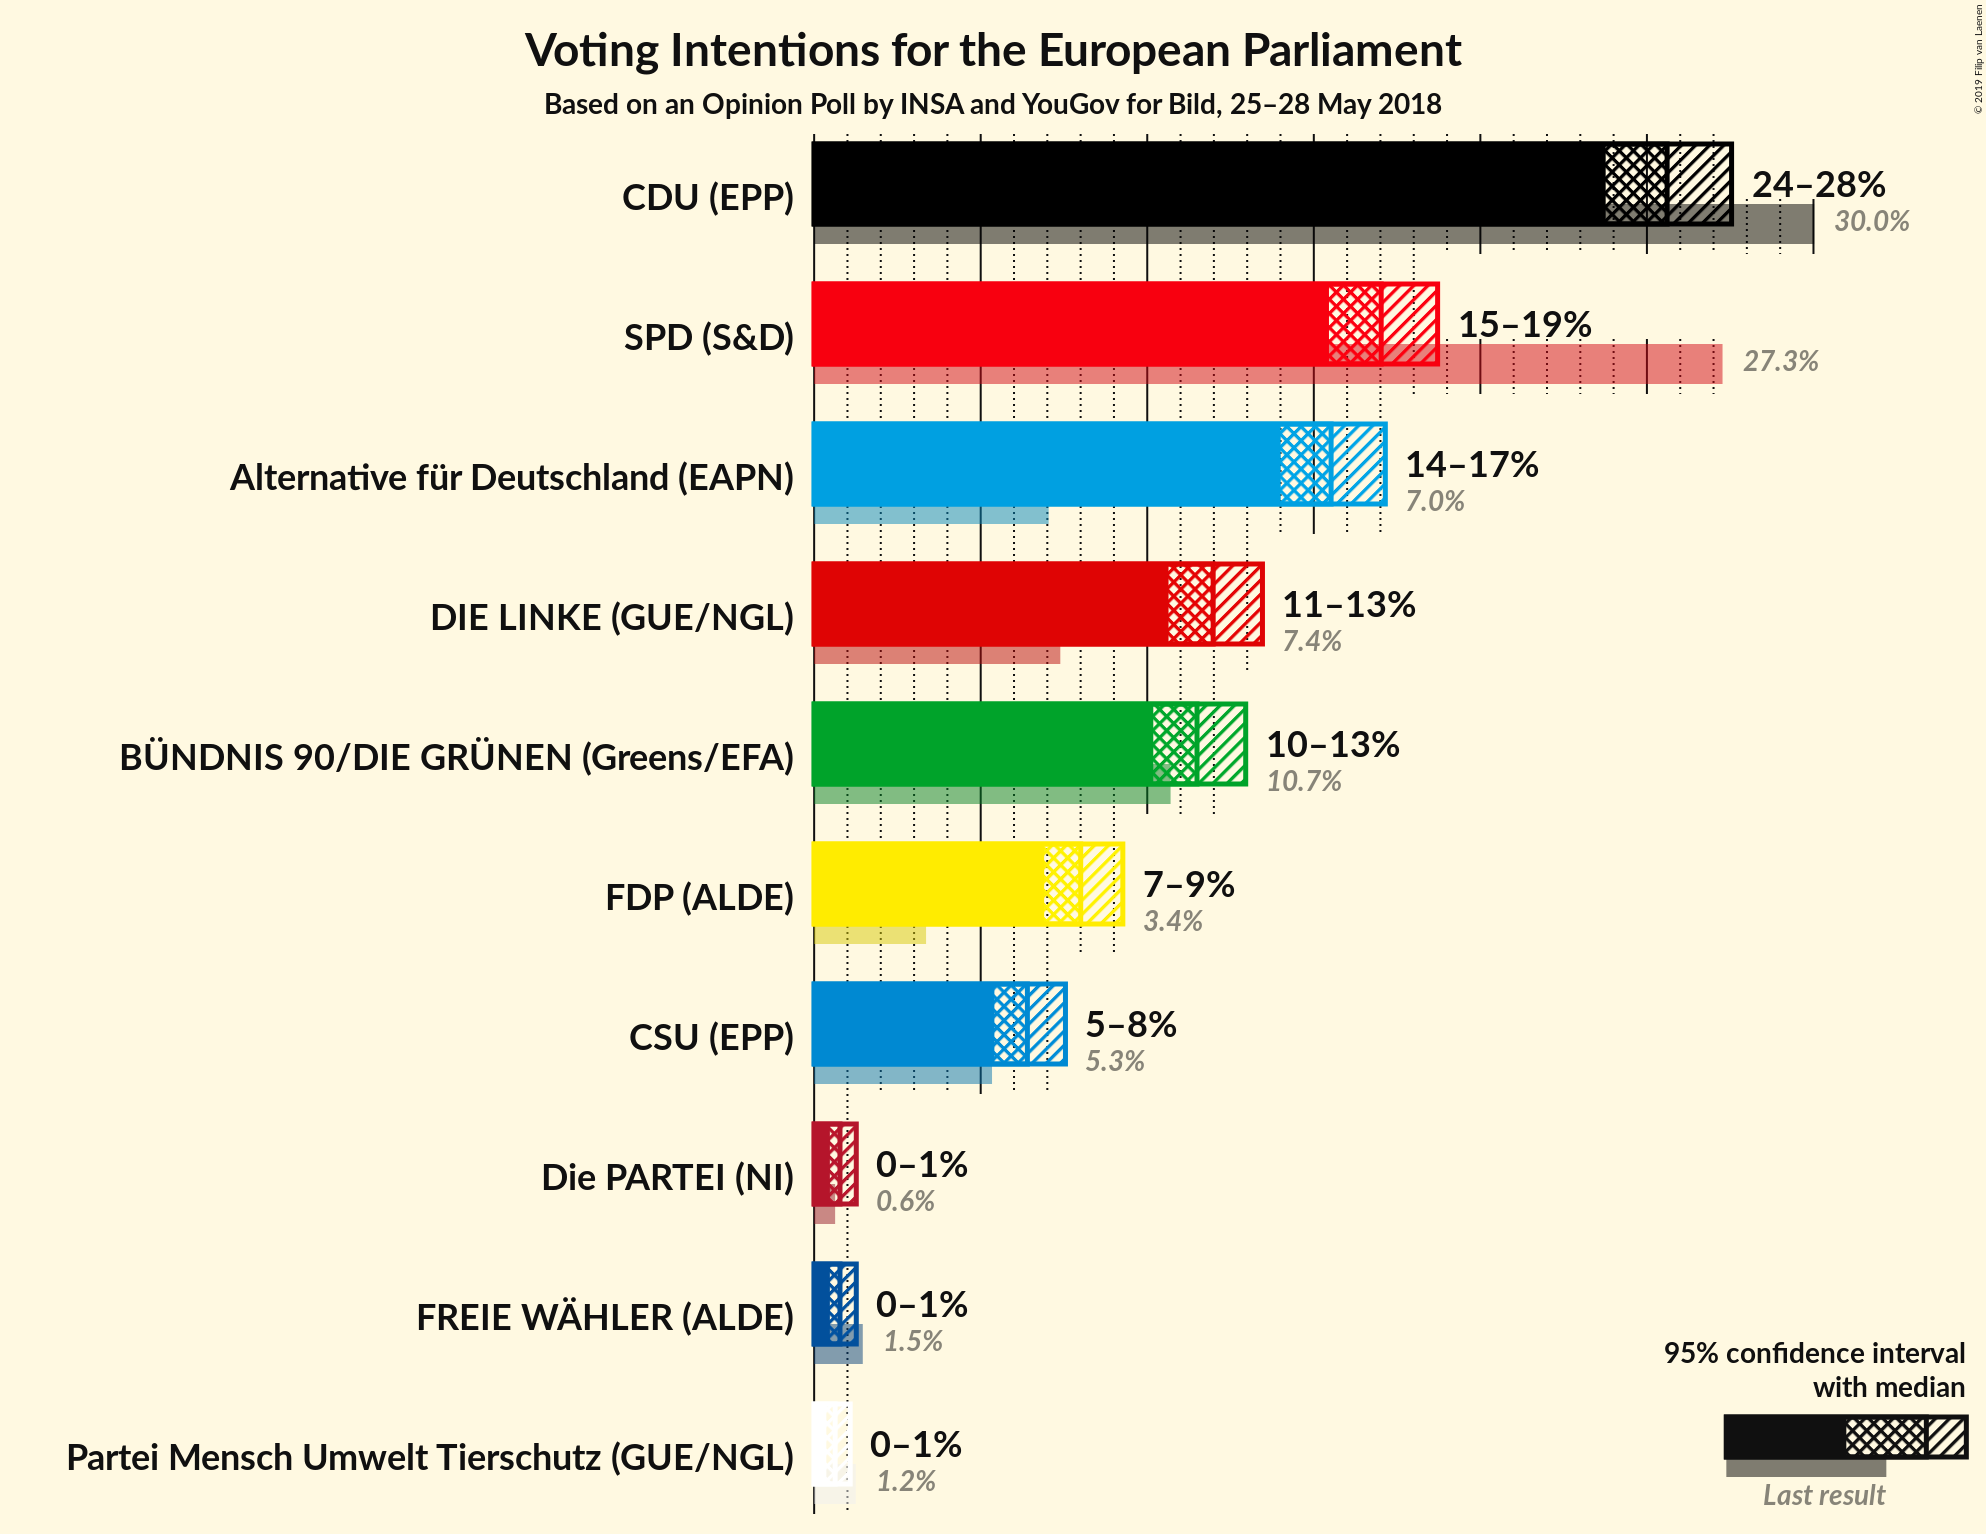 Voting Intentions for the European Parliament
Based on an Opinion Poll by INSA and YouGov for Bild, 25–28 May 2018
© 2019 Filip van Laenen
CDU (EPP)
24–28%
30.0%
SPD (S&D)
15–19%
27.3%
Alternative für Deutschland (EAPN)
14–17%
7.0%
DIE LINKE (GUE/NGL)
11–13%
7.4%
BÜNDNIS 90/DIE GRÜNEN (Greens/EFA)
10–13%
10.7%
FDP (ALDE)
7–9%
3.4%
CSU (EPP)
5–8%
5.3%
Die PARTEI (NI)
0–1%
0.6%
FREIE WÄHLER (ALDE)
0–1%
1.5%
Partei Mensch Umwelt Tierschutz (GUE/NGL)
0–1%
1.2%
95% confidence interval
with median
Last result